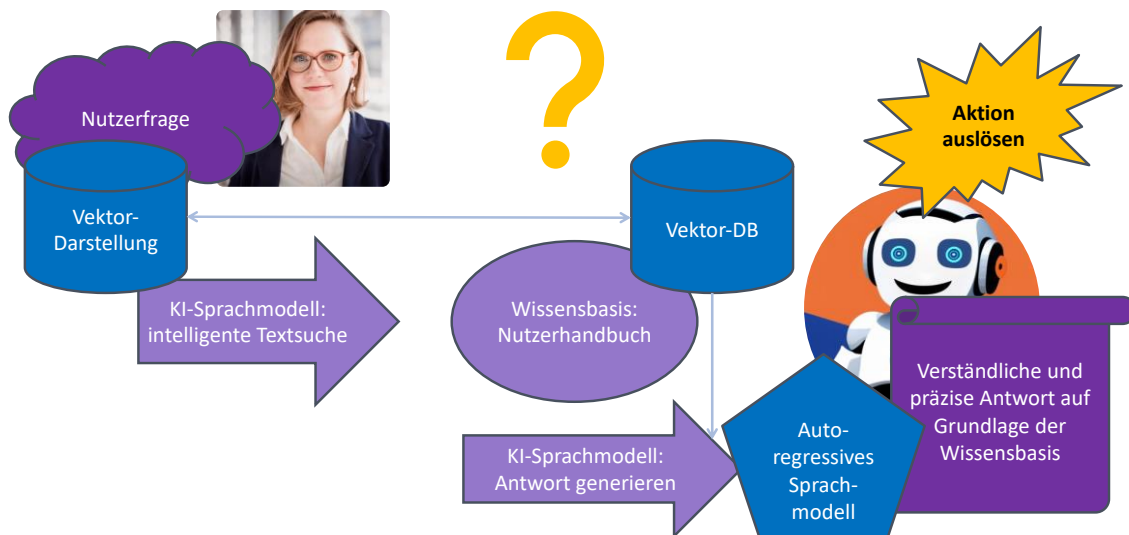 Nutzerfrage
Vektor-
Darstellung
KI-Sprachmodell:
intelligente Textsuche
?
Wissensbasis:
Nutzerhandbuch
Vektor-DB
KI-Sprachmodell:
Antwort generieren
Auto-
regressives
Sprach-
modell
Aktion
auslösen
Verständliche und
präzise Antwort auf
Grundlage der
Wissensbasis